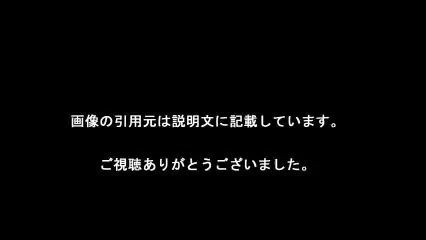 画像の引用元は説明文に記載しています。
ご視聴ありがとうございました。